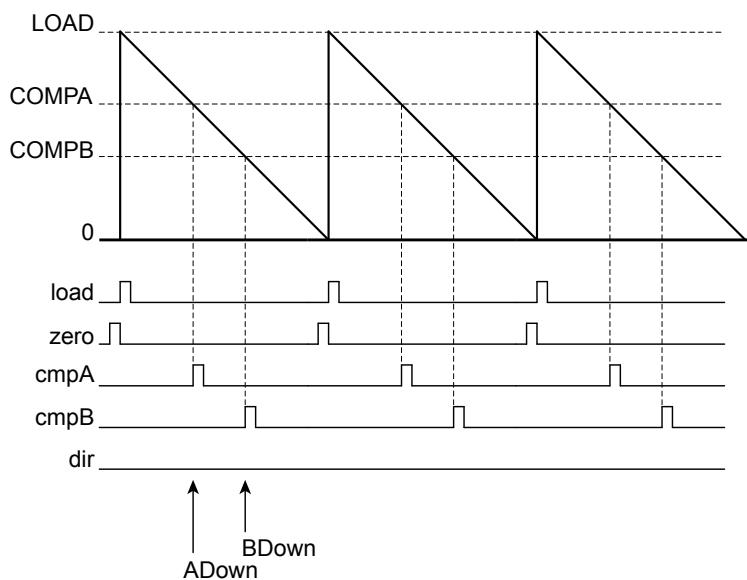 LOAD
COMPA
COMPB
0
load
zero
cmpA
cmpB
dir
BDown
ADown